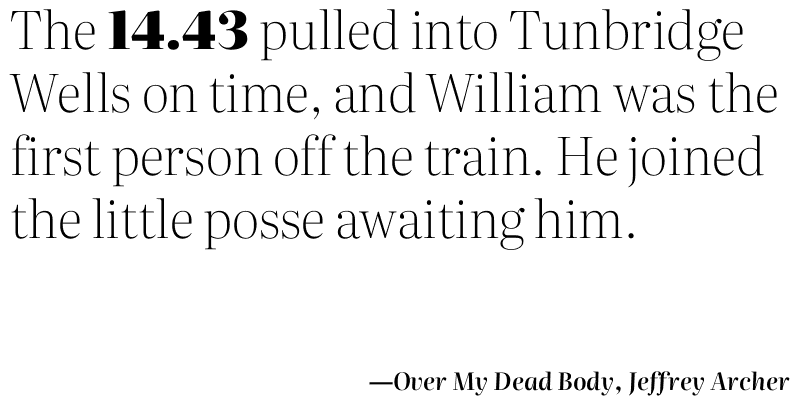 The 14.43 pulled into Tunbridge
Wells on time, and William was the
first person off the train. He joined
the little posse awaiting him.
—Over My Dead Body, Jeffrey Archer